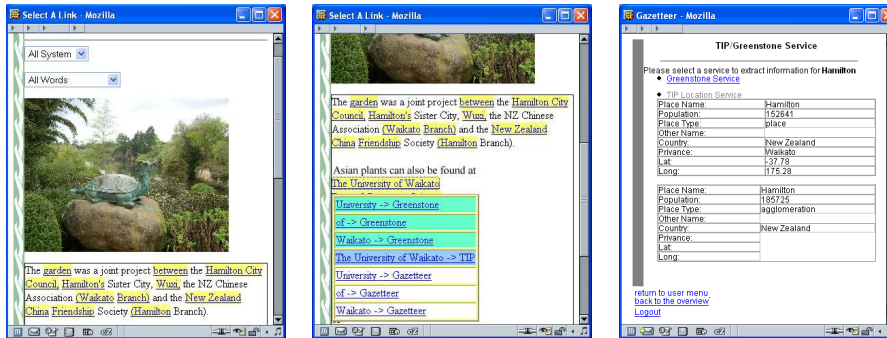 Select A Link - Mozilla
All System
All Words
The garden was a joint project between the Hamilton City
Council, Hamilton's Sister City, Wuxi, the NZ Chinese
Association (Waikato Branch) and the New Zealand
China Friendship Society (Hamilton Branch).
Select A Link - Mozilla
The garden was a joint project between the Hamilton City
Council, Hamilton's Sister City, Wuxi, the NZ Chinese
Association (Waikato Branch) and the New Zealand
China Friendship Society (Hamilton Branch).
Asian plants can also be found at
The University of Waikato
University -> Greenstone
of -> Greenstone
Waikato -> Greenstone
The University of Waikato -> TIP
University -> Gazetteer
of -> Gazetteer
Waikato -> Gazetteer
Gazetteer - Mozilla
TIP/Greenstone Service
Please select a service to extract information for Hamilton
Greenstone Service
TIP Location Service
Place Name: Hamilton
Population: 152641
Place Type: place
Other Name:
Country: New Zealand
Privance: Waikato
Lat: -37.78
Long: 175.28
Place Name: Hamilton
Population: 185725
Place Type: agglomeration
Other Name:
Country: New Zealand
Privance:
Lat:
Long:
return to user menu
back to the overview
Logout